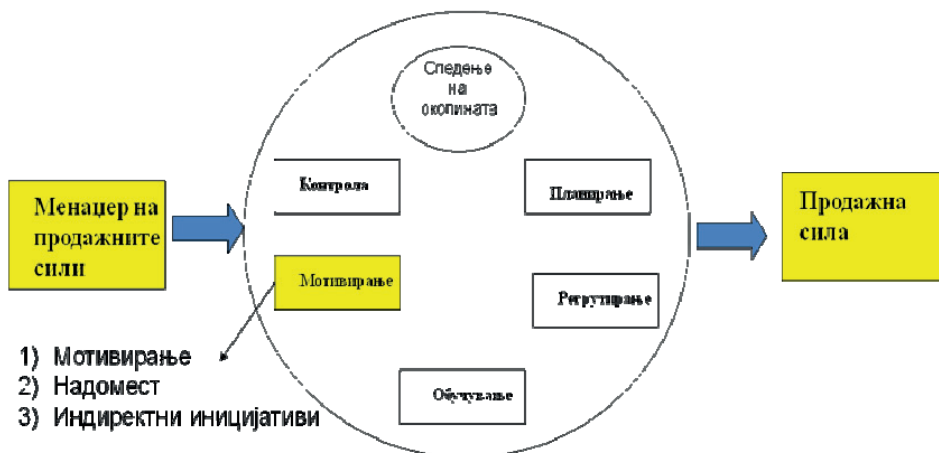 Следење
на
околината
Контрола
Планирање
Менаџер на
продажните
сили
Продажна
сила
Мотивирање
Регрутирање
1) Мотивирање
2) Надомест
3) Индиректни иницијативи
Обучување